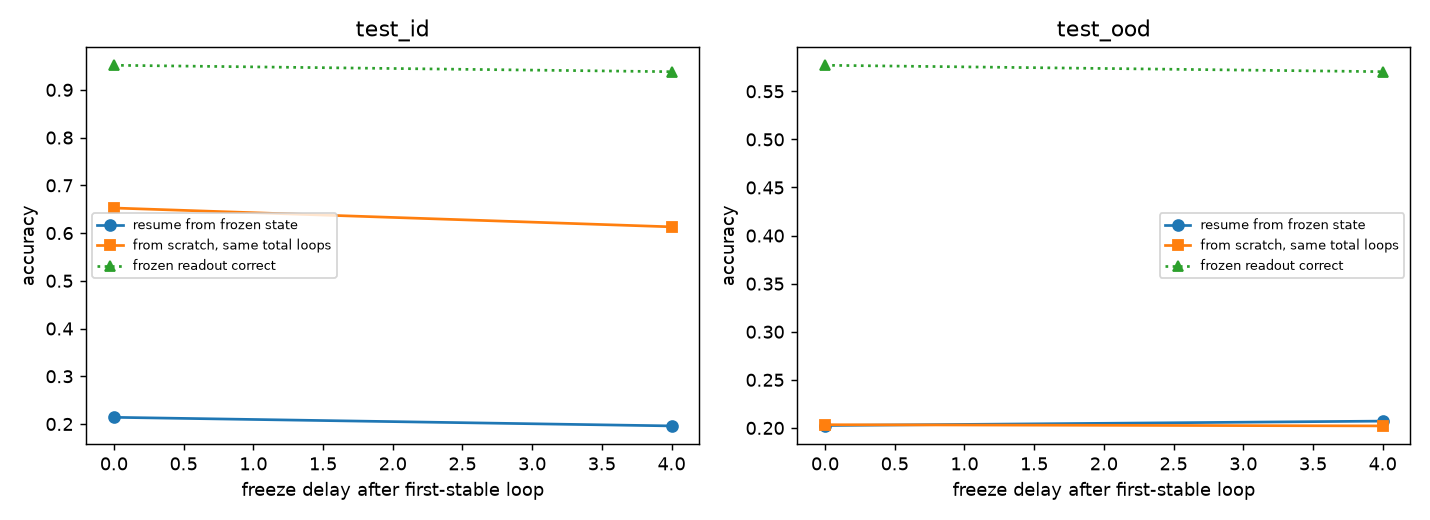 test_id
accuracy
0.9
0.8
0.7
0.6
0.5
0.4
0.3
0.2
resume from frozen state
from scratch, same total loops
frozen readout correct
0.0 0.5 1.0 1.5 2.0 2.5 3.0 3.5 4.0
freeze delay after first-stable loop
test_ood
accuracy
0.55
0.50
0.45
0.40
0.35
0.30
0.25
0.20
resume from frozen state
from scratch, same total loops
frozen readout correct
0.0 0.5 1.0 1.5 2.0 2.5 3.0 3.5 4.0
freeze delay after first-stable loop